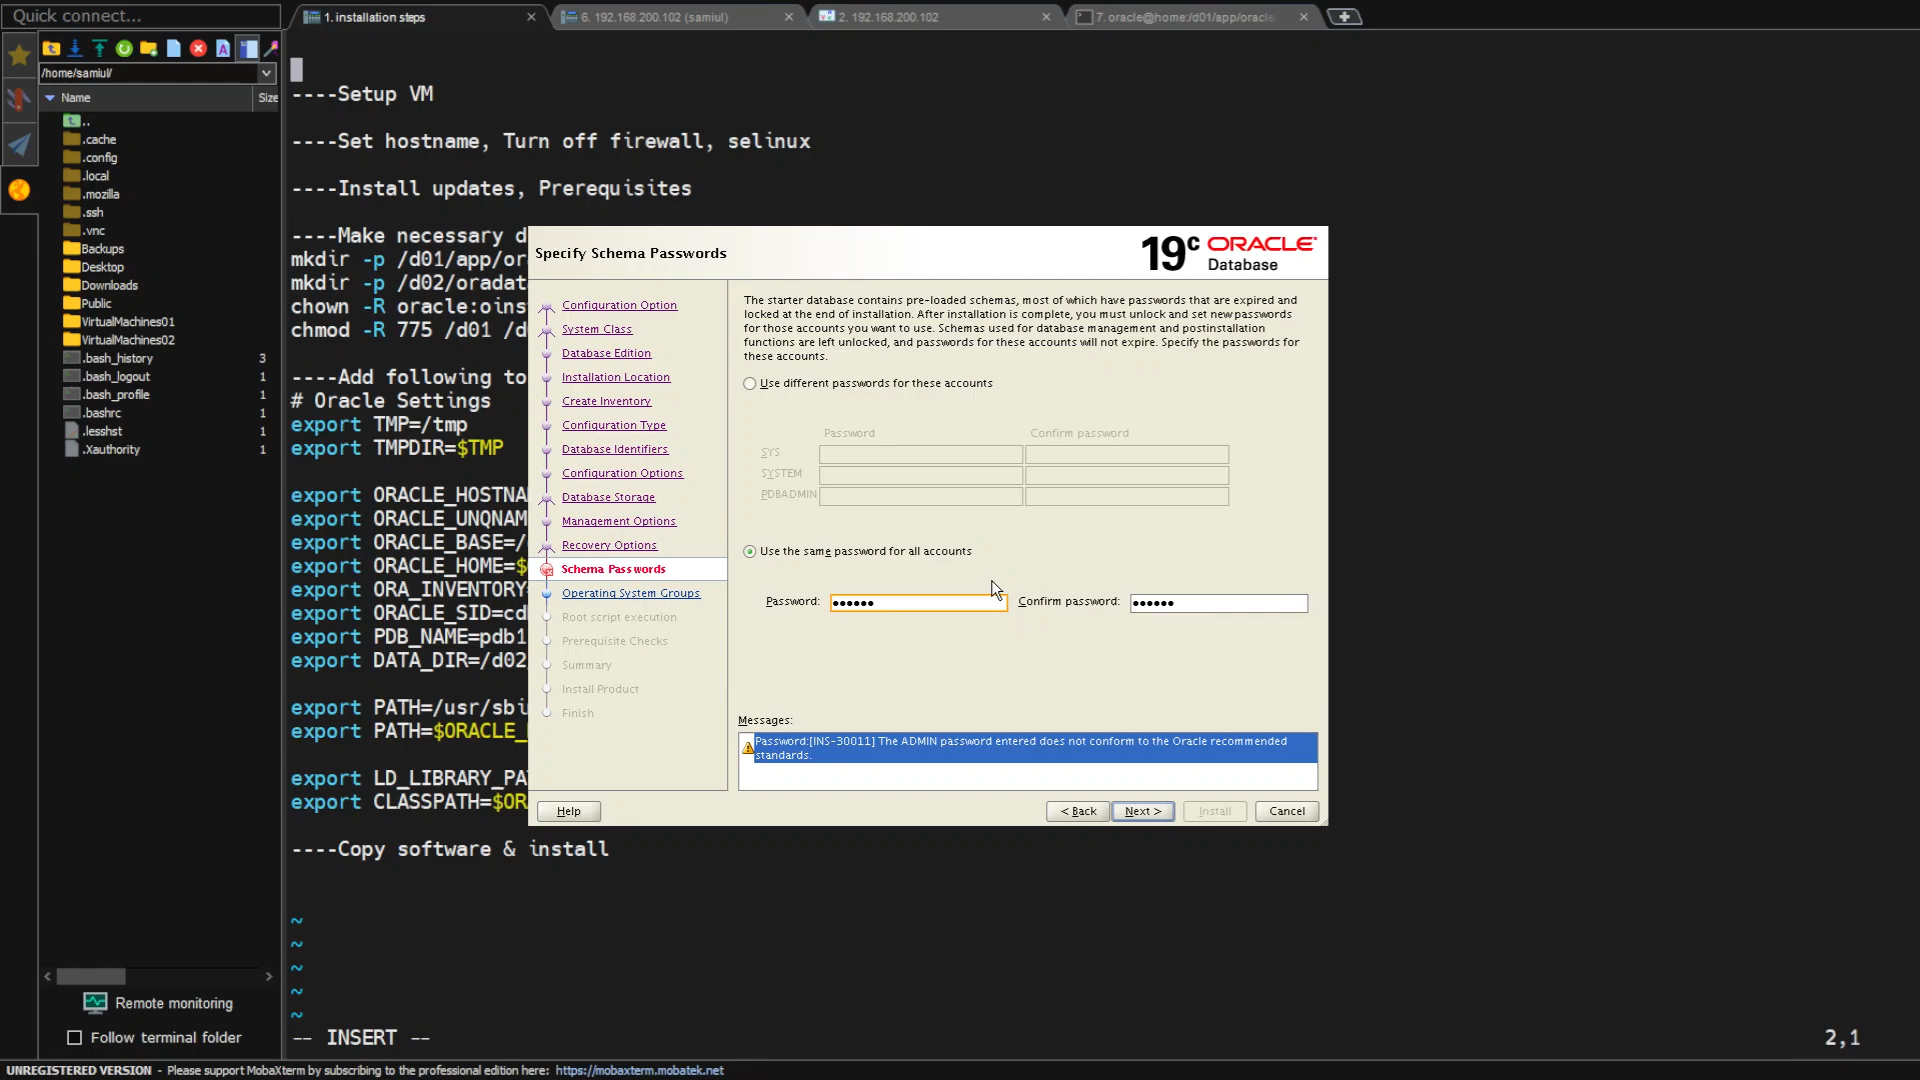 Quick connect...
1. installation steps
6. 192.168.200.102 (samiul)
2. 192.168.200.102
7. oracle@home:/d01/app/oracle
/home/samiul/
Name
Size
..
.cache
.config
.local
.mozilla
.ssh
.vnc
Backups
Desktop
Downloads
Public
VirtualMachines01
VirtualMachines02
.bash_history 3
.bash_logout 1
.bash_profile 1
.bashrc 1
.lesshst 1
.Xauthority 1
Remote monitoring
Follow terminal folder
----Setup VM
----Set hostname, Turn off firewall, selinux
----Install updates, Prerequisites
----Make necessary d
mkdir -p /d01/app/or
mkdir -p /d02/oradat
chown -R oracle:oins
chmod -R 775 /d01 /d
----Add following to
# Oracle Settings
export TMP=/tmp
export TMPDIR=$TMP
export ORACLE_HOSTNA
export ORACLE_UNQNAM
export ORACLE_BASE=/
export ORACLE_HOME=$
export ORA_INVENTORY=
export ORACLE_SID=cd
export PDB_NAME=pdb1
export DATA_DIR=/d02
export PATH=/usr/sbi
export PATH=$ORACLE_
export LD_LIBRARY_PA
export CLASSPATH=$OR
----Copy software & install
~
~
~
~
~
-- INSERT --
2,1
Specify Schema Passwords
19c ORACLE
Database
Configuration Option
System Class
Database Edition
Installation Location
Create Inventory
Configuration Type
Database Identifiers
Configuration Options
Database Storage
Management Options
Recovery Options
Schema Passwords
Operating System Groups
Root script execution
Prerequisite Checks
Summary
Install Product
Finish
The starter database contains pre-loaded schemas, most of which have passwords that are expired and
locked at the end of installation. After installation is complete, you must unlock and set new passwords
for those accounts you want to use. Schemas used for database management and postinstallation
functions are left unlocked, and passwords for these accounts will not expire. Specify the passwords for
these accounts.
Use different passwords for these accounts
Password
Confirm password
SYS
SYSTEM
PDBADMIN
Use the same password for all accounts
Password: ●●●●●● Confirm password: ●●●●●●
Messages:
Password:[INS-30011] The ADMIN password entered does not conform to the Oracle recommended
standards.
Help
< Back
Next >
Install
Cancel
UNREGISTERED VERSION - Please support MobaXterm by subscribing to the professional edition here: https://mobaxterm.mobatek.net